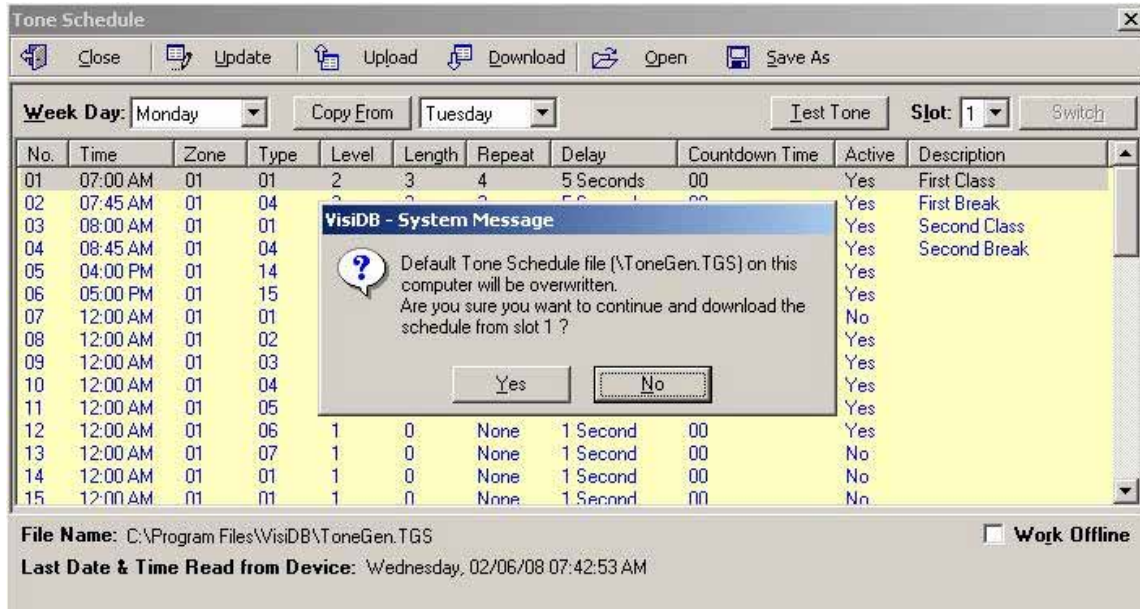 Tone Schedule
Close Update Upload Download Open Save As
Week Day: Monday Copy From Tuesday Test Tone Slot: 1 Switch
No. Time Zone Type Level Length Repeat Delay Countdown Time Active Description
01 07:00 AM 01 01 2 3 4 5 Seconds 00 Yes First Class
02 07:45 AM 01 04 Yes First Break
03 08:00 AM 01 01 Yes Second Class
04 08:45 AM 01 04 Yes Second Break
05 04:00 PM 01 14 Yes
06 05:00 PM 01 15 Yes
07 12:00 AM 01 01 No
08 12:00 AM 01 02 Yes
09 12:00 AM 01 03 Yes
10 12:00 AM 01 04 Yes
11 12:00 AM 01 05 Yes
12 12:00 AM 01 06 1 0 None 1 Second 00 Yes
13 12:00 AM 01 07 1 0 None 1 Second 00 No
14 12:00 AM 01 01 1 0 None 1 Second 00 No
15 12:00 AM 01 01 1 0 None 1 Second 00 No
VisiDB - System Message
Default Tone Schedule file (\ToneGen.TGS) on this
computer will be overwritten.
Are you sure you want to continue and download the
schedule from slot 1 ?
Yes No
File Name: C:\Program Files\VisiDB\ToneGen.TGS Work Offline
Last Date & Time Read from Device: Wednesday, 02/06/08 07:42:53 AM